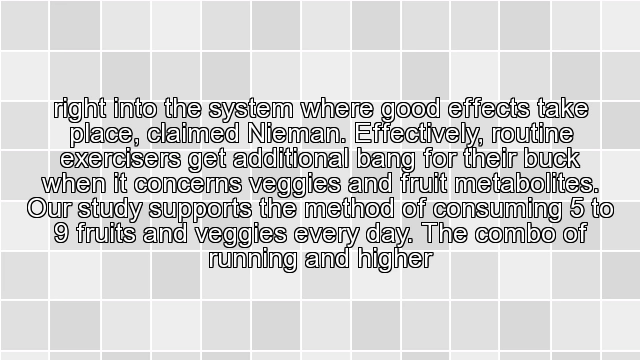 right into the system where good effects take
place, claimed Nieman. Effectively, routine
exercisers get additional bang for their buck
when it concerns veggies and fruit metabolites.
Our study supports the method of consuming 5 to
9 fruits and veggies every day. The combo of
running and higher